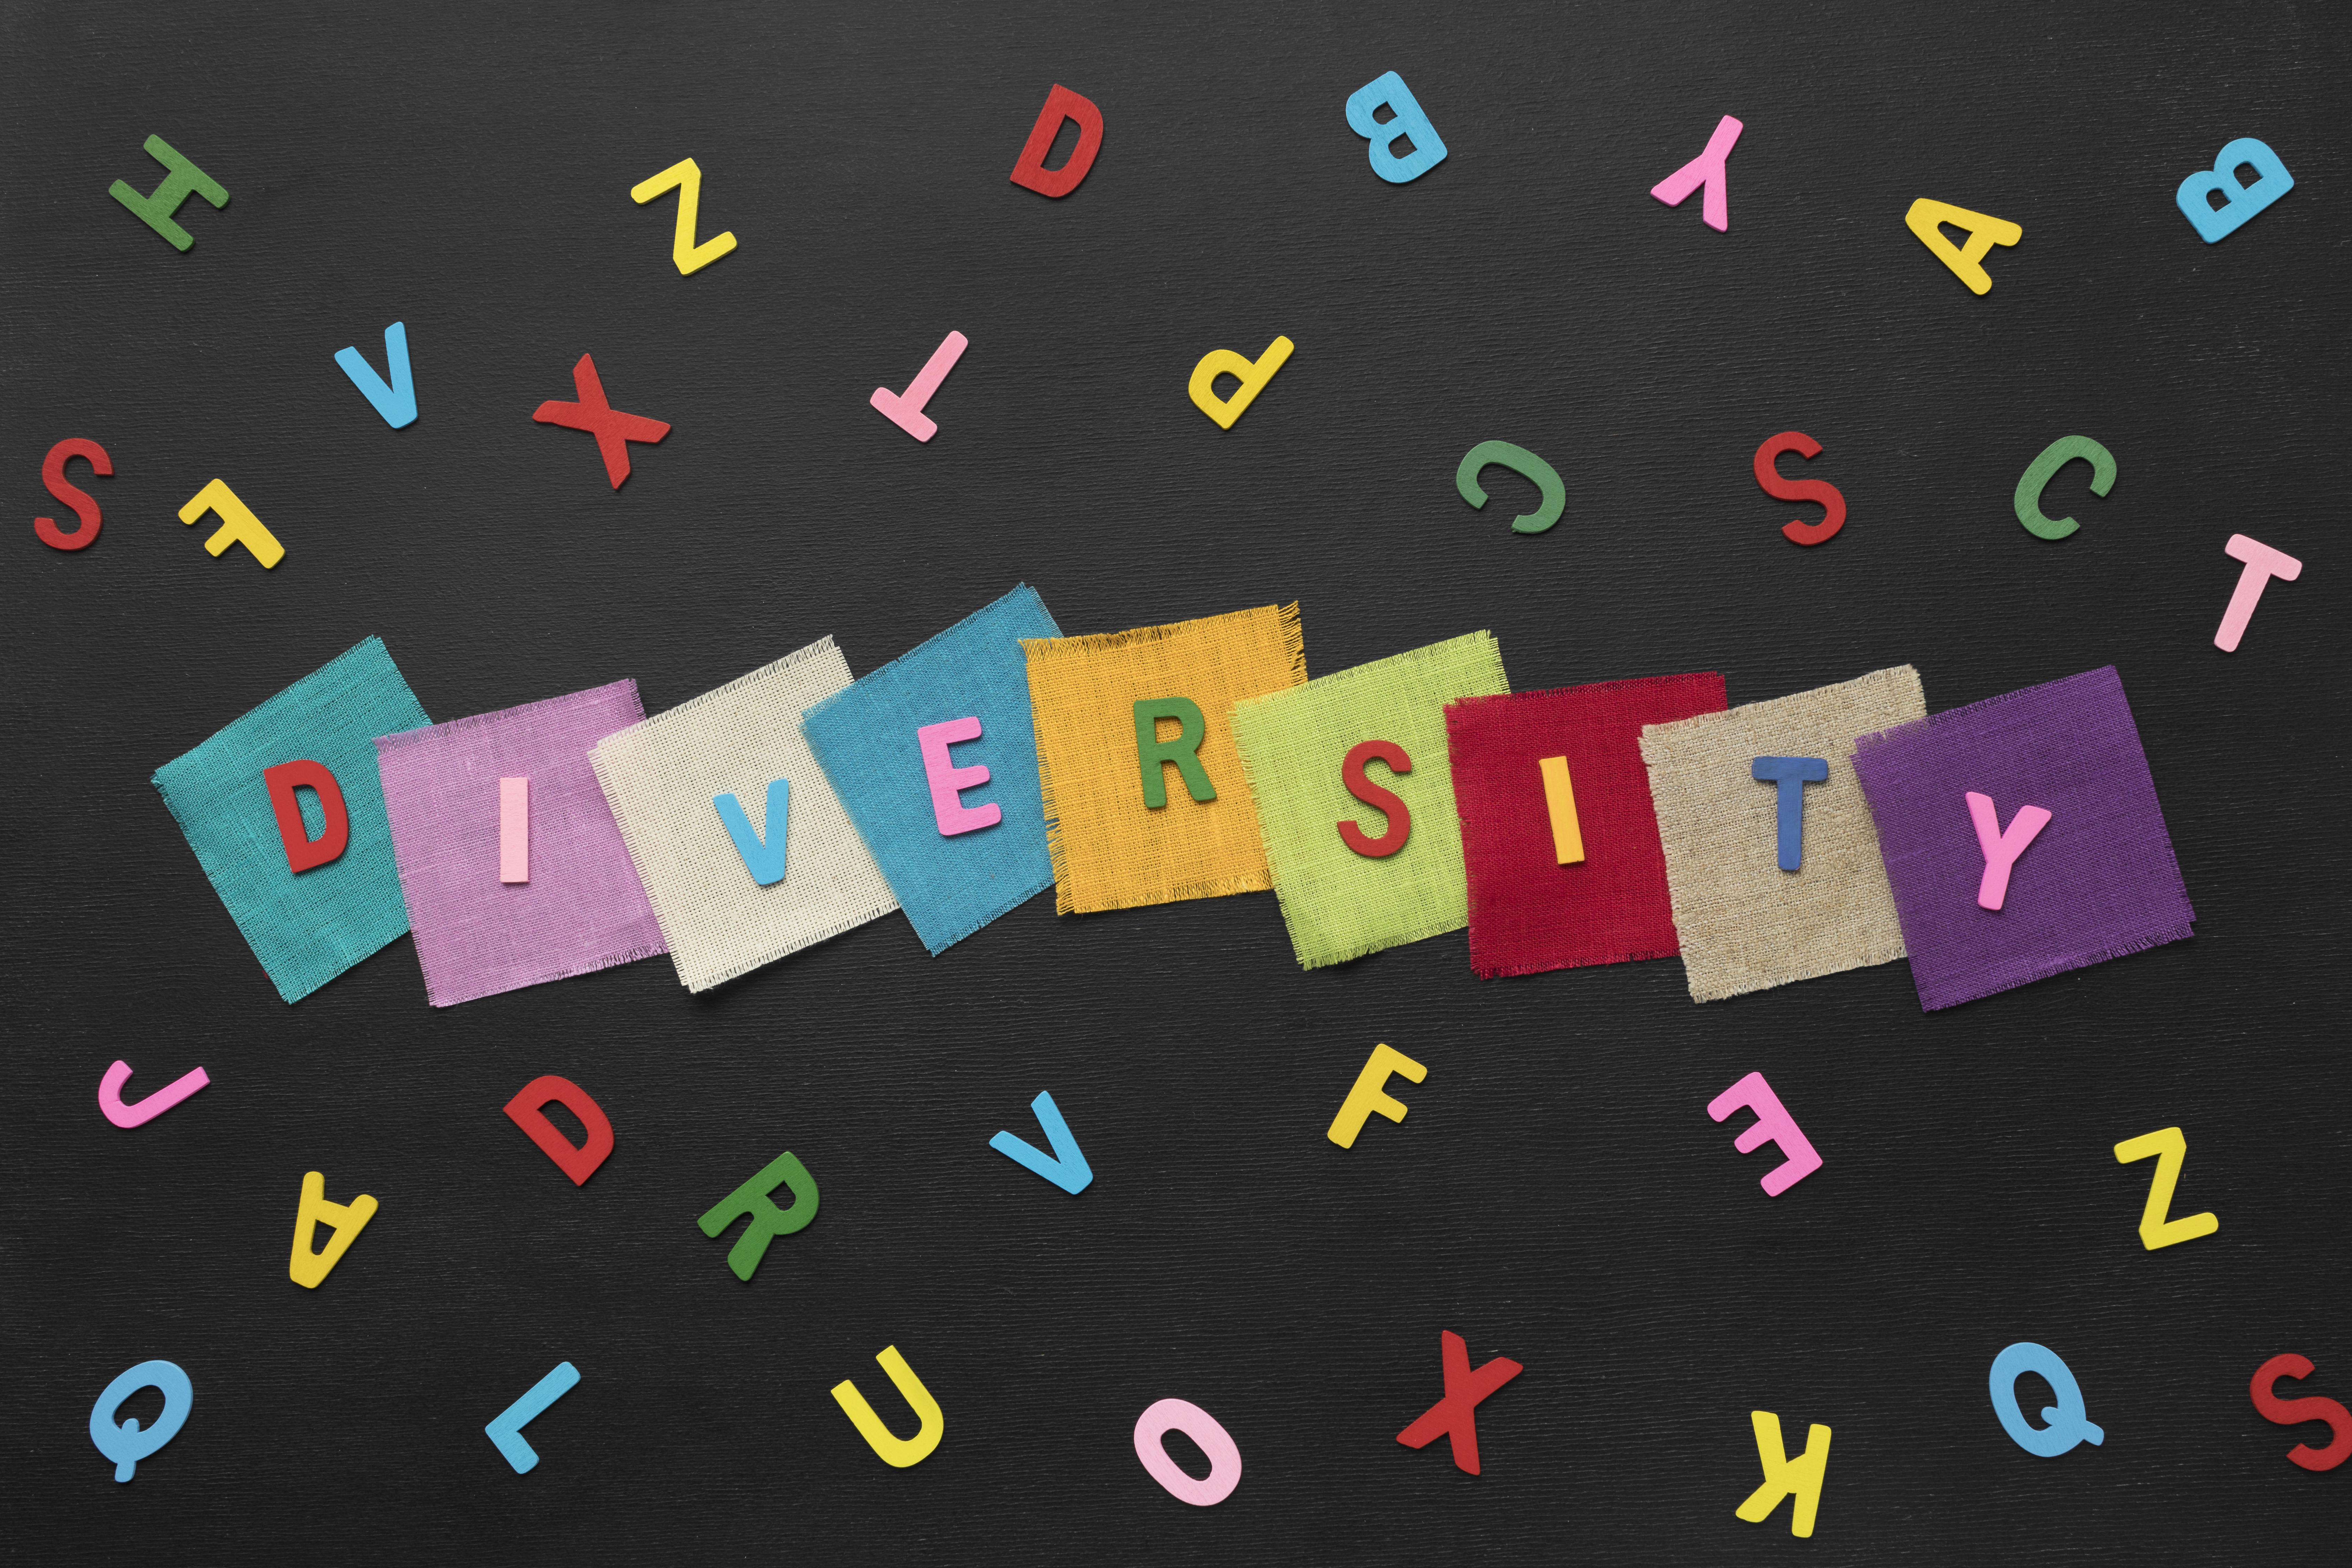 H Z D B Y A B
V X T P
S F C S C
T
DIVERSITY
J D V F E Z
A R
Q L U O X K Q S